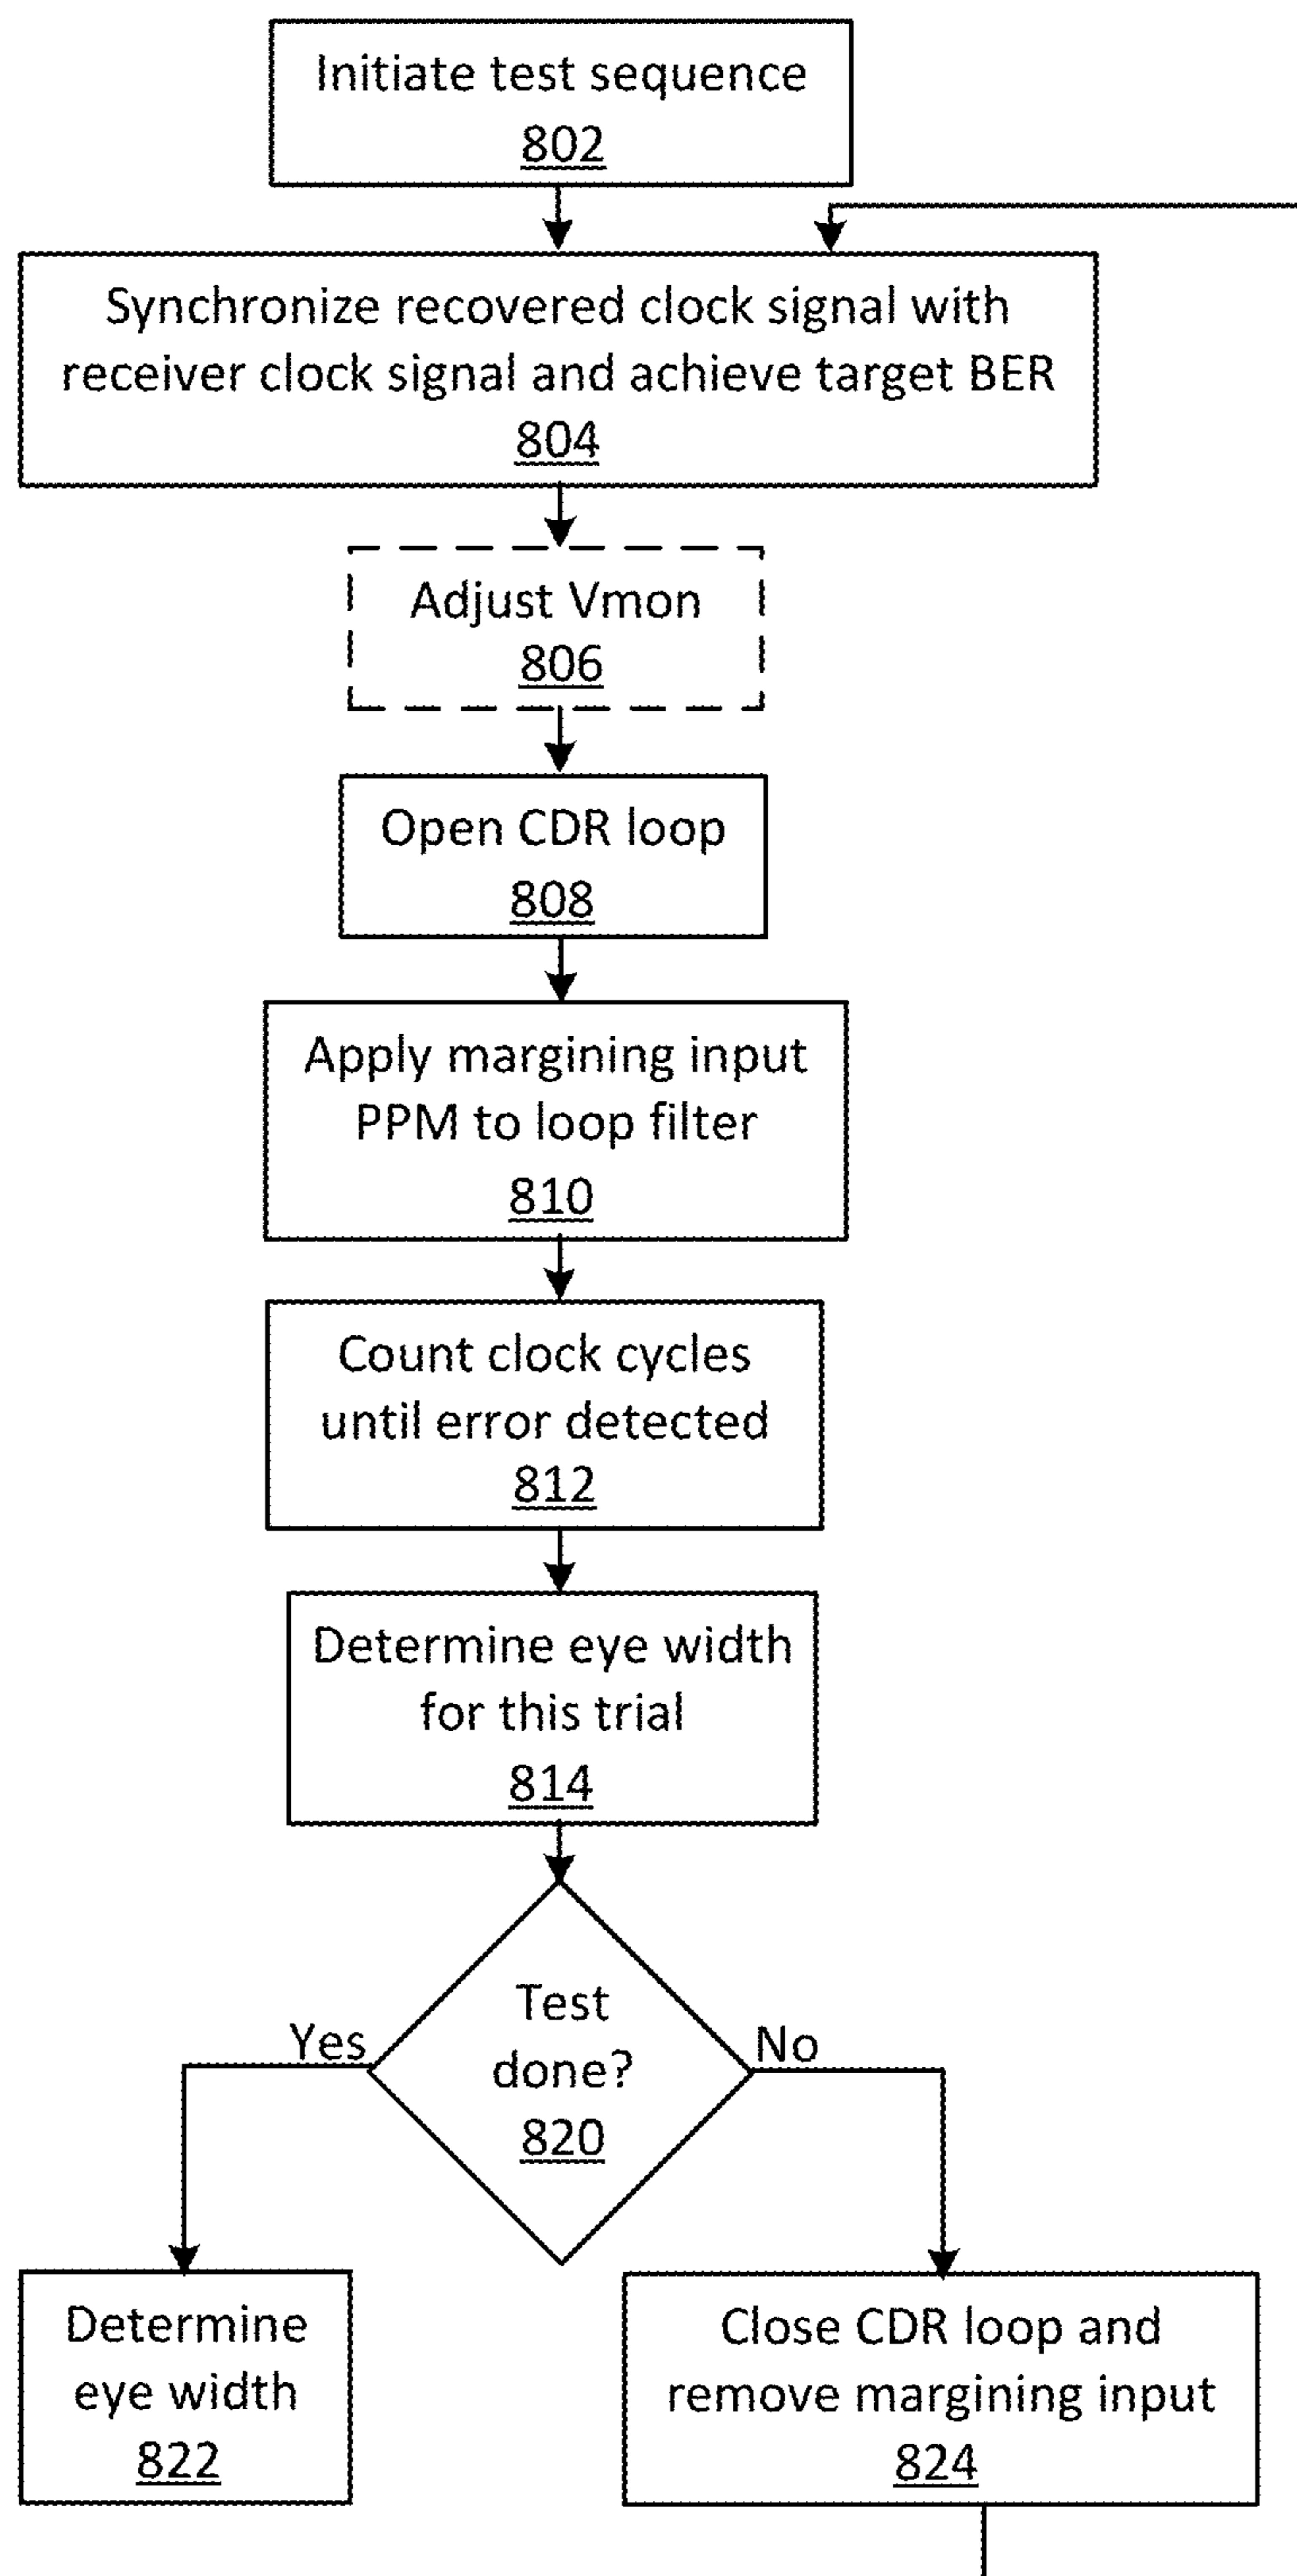 Initiate test sequence
802
Synchronize recovered clock signal with
receiver clock signal and achieve target BER
804
Adjust Vmon
806
Open CDR loop
808
Apply margining input
PPM to loop filter
810
Count clock cycles
until error detected
812
Determine eye width
for this trial
814
Test
done?
820
Yes
No
Determine
eye width
822
Close CDR loop and
remove margining input
824